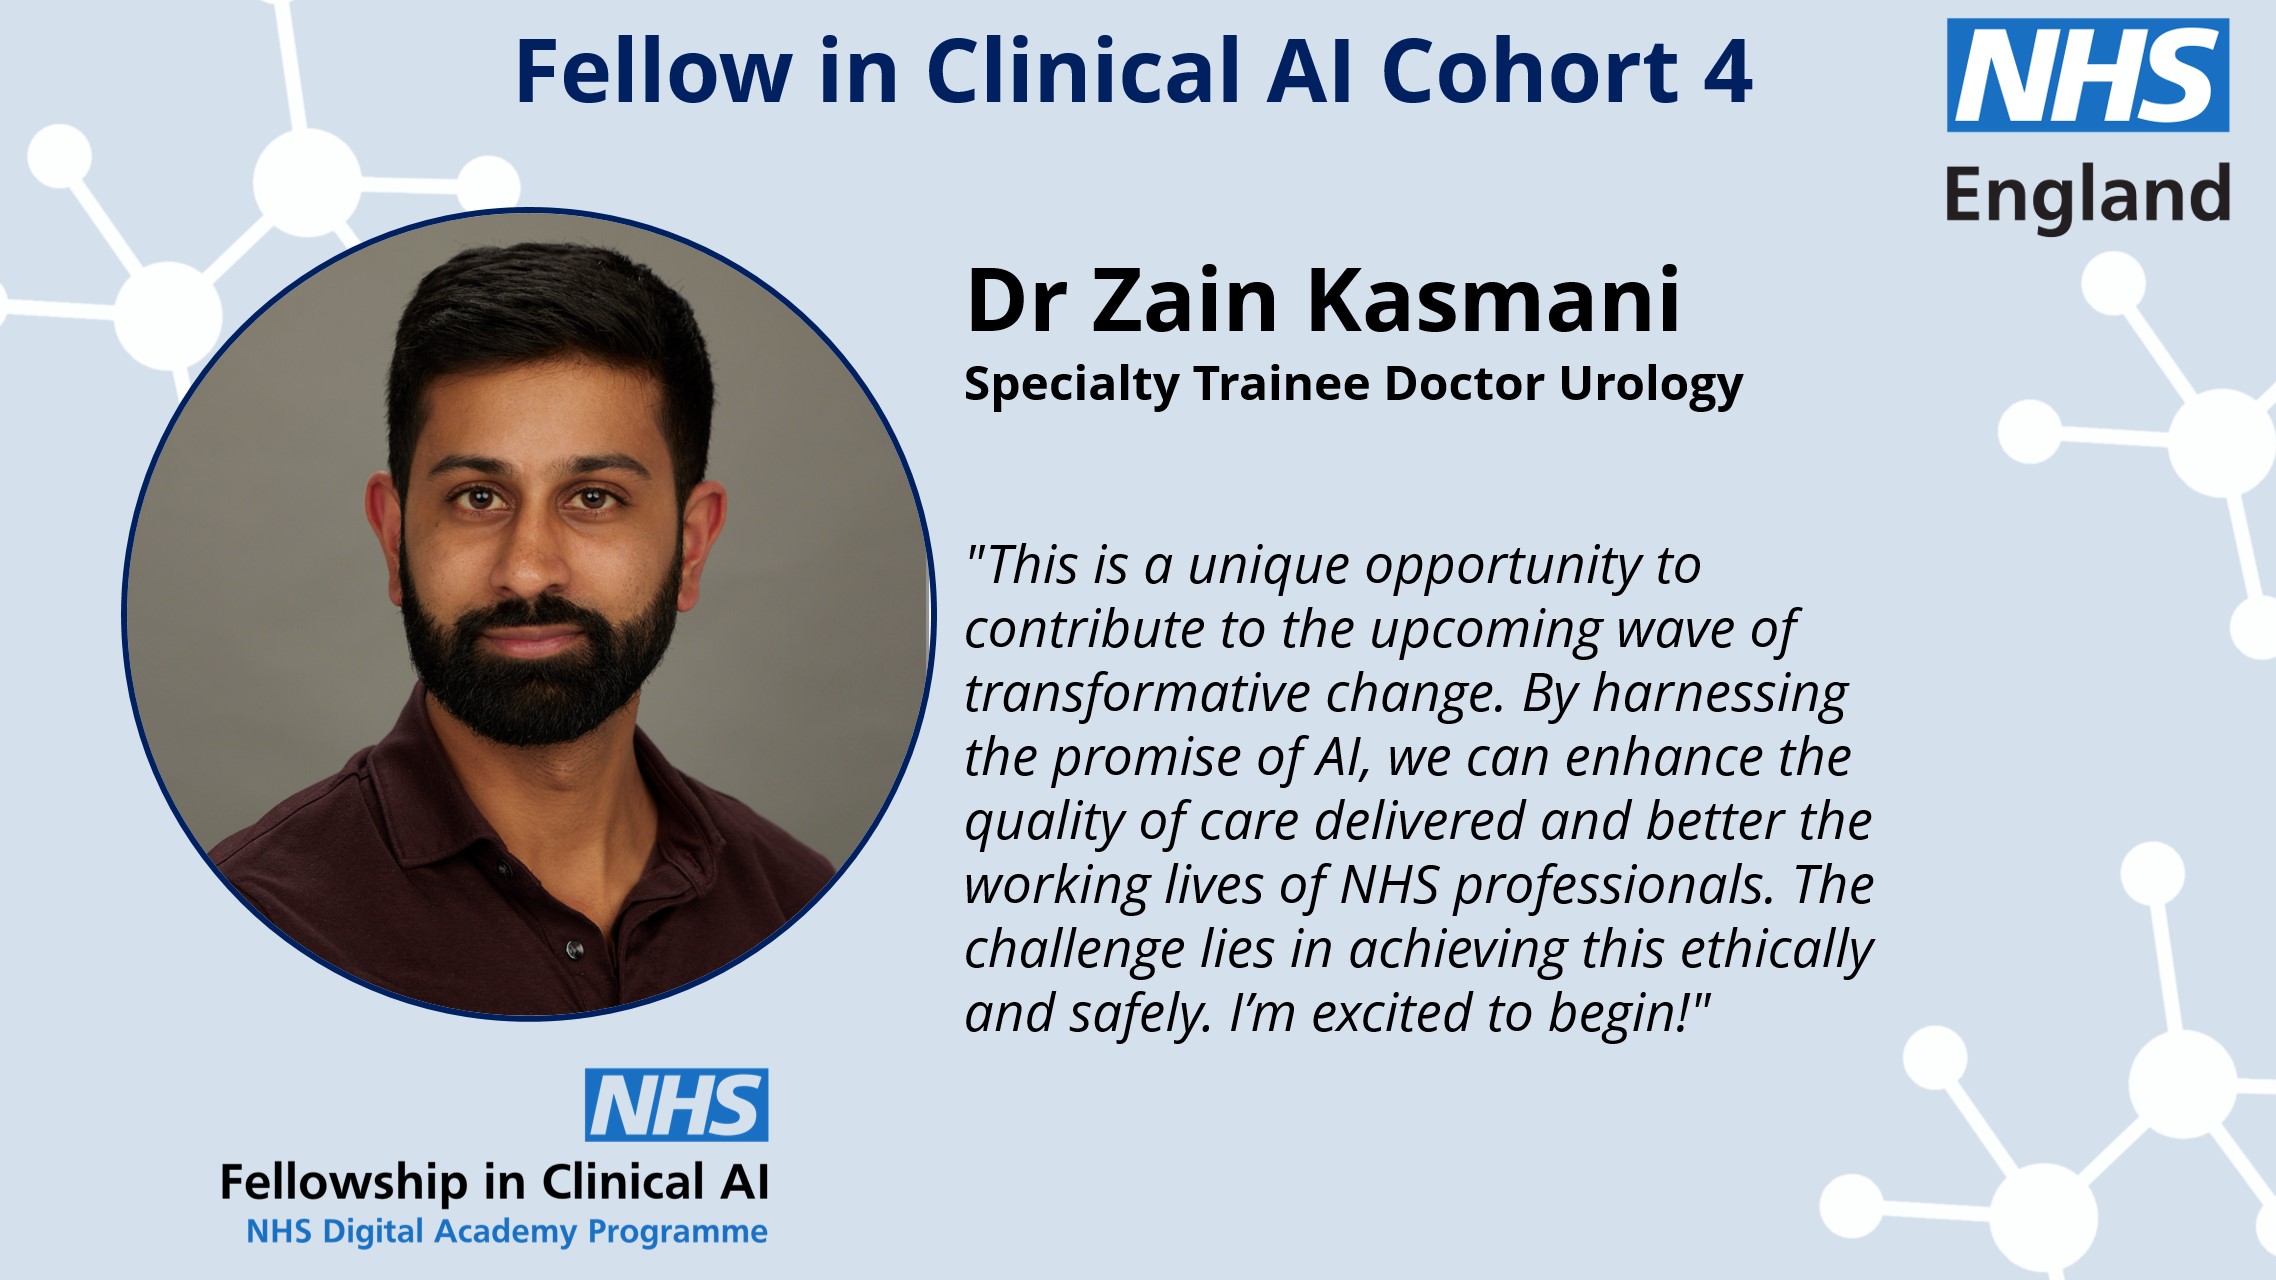 Fellow in Clinical AI Cohort 4
NHS
England
Dr Zain Kasmani
Specialty Trainee Doctor Urology
"This is a unique opportunity to
contribute to the upcoming wave of
transformative change. By harnessing
the promise of AI, we can enhance the
quality of care delivered and better the
working lives of NHS professionals. The
challenge lies in achieving this ethically
and safely. I’m excited to begin!"
NHS
Fellowship in Clinical AI
NHS Digital Academy Programme